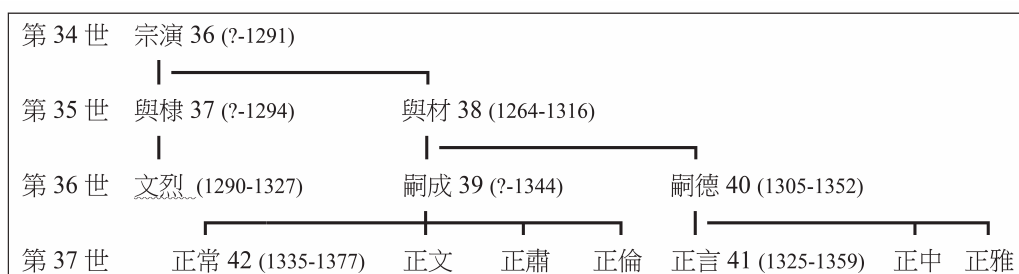 第 34 世 宗演 36 (?-1291)
第 35 世 與棣 37 (?-1294) 與材 38 (1264-1316)
第 36 世 文烈 (1290-1327) 嗣成 39 (?-1344) 嗣德 40 (1305-1352)
第 37 世 正常 42 (1335-1377) 正文 正肅 正倫 正言 41 (1325-1359) 正中 正雅